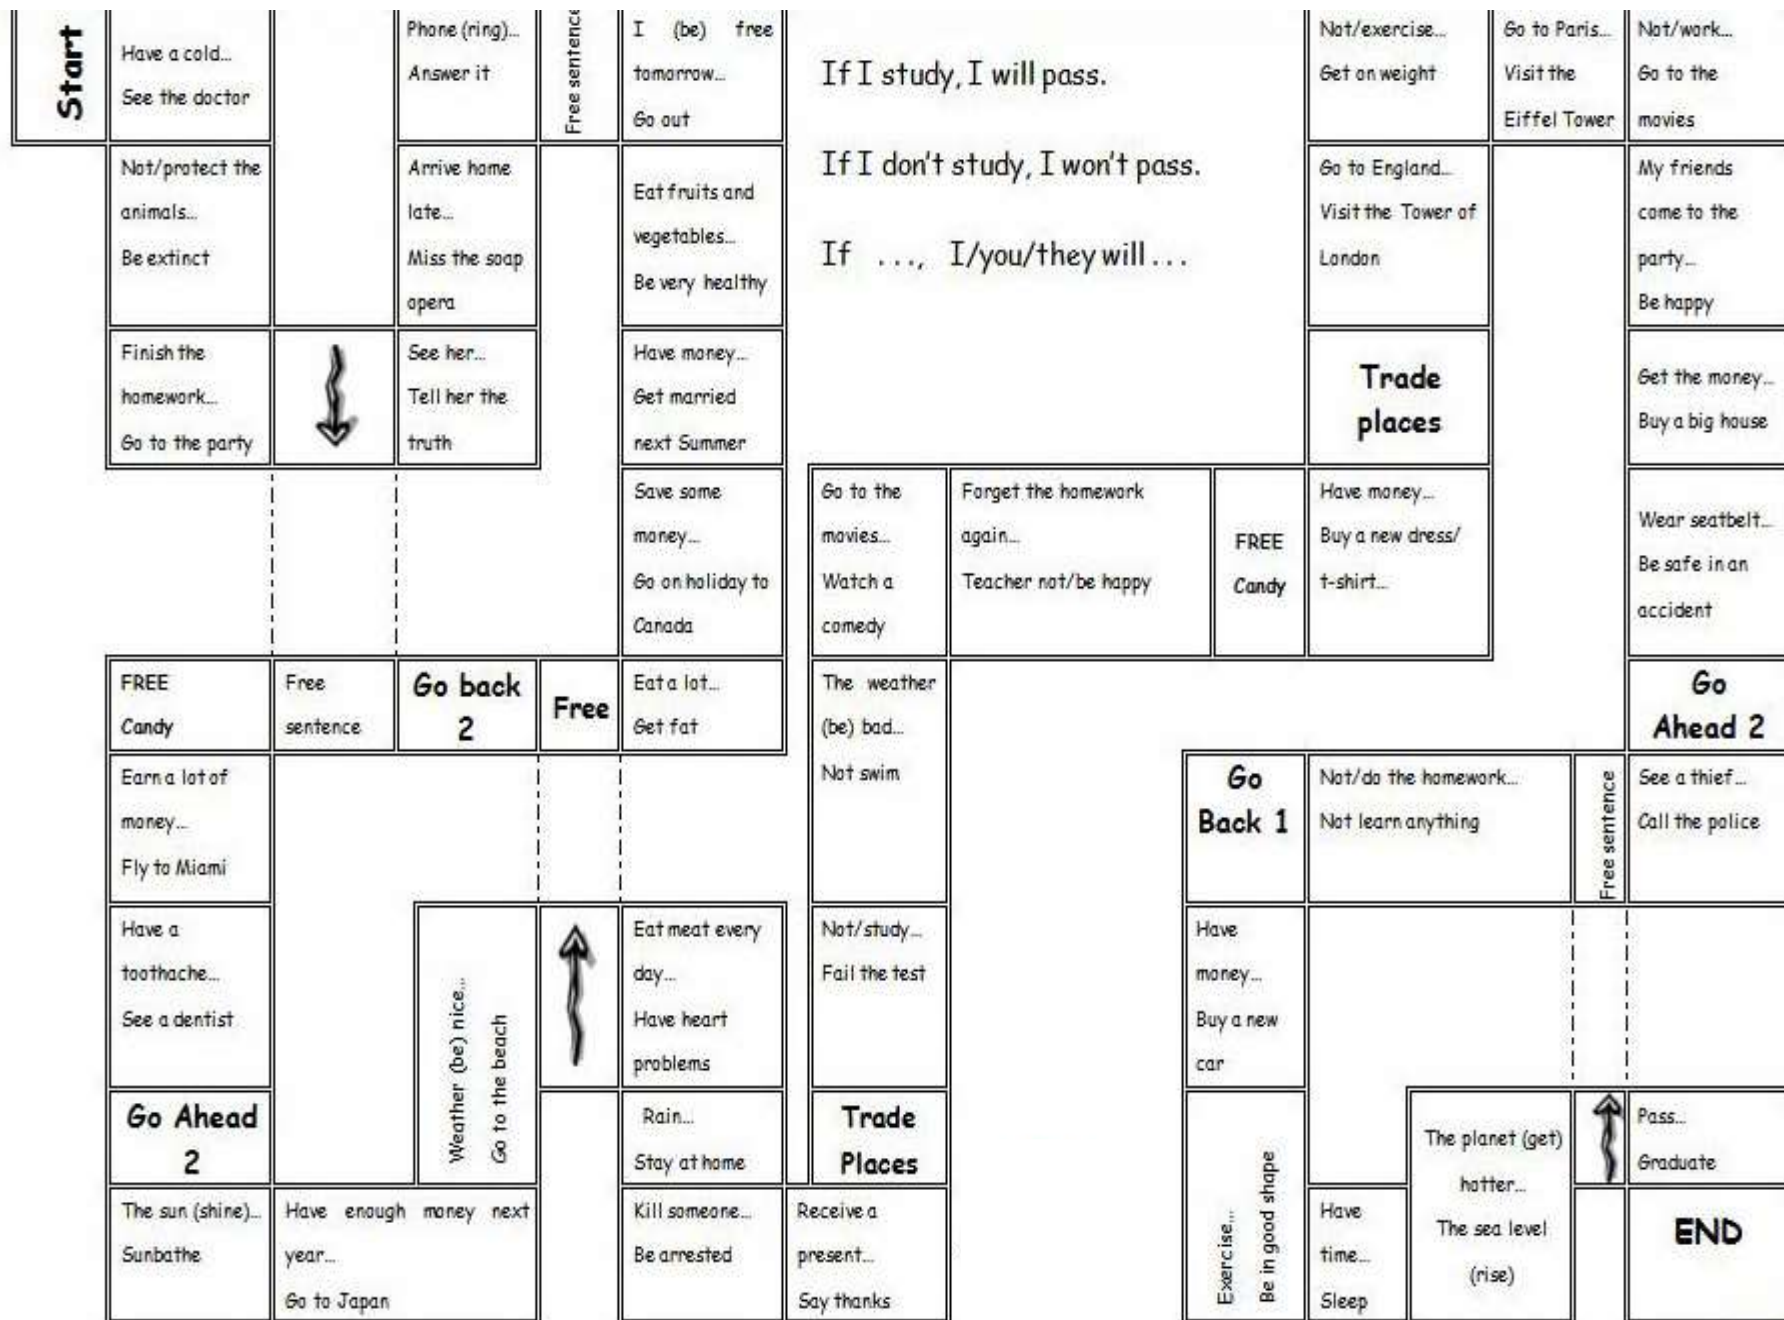 Start
Have a cold...
See the doctor
Phone (ring)...
Answer it
Free sentence
I (be) free
tomorrow...
Go out
If I study, I will pass.
If I don't study, I won't pass.
If ..., I/you/they will ...
Not/exercise...
Get on weight
Go to Paris...
Visit the
Eiffel Tower
Not/work...
Go to the
movies
Not/protect the
animals...
Be extinct
Arrive home
late...
Miss the soap
opera
Eat fruits and
vegetables...
Be very healthy
Go to England...
Visit the Tower of
London
My friends
come to the
party...
Be happy
Finish the
homework...
Go to the party
See her...
Tell her the
truth
Have money...
Get married
next Summer
Trade
places
Get the money...
Buy a big house
Save some
money...
Go on holiday to
Canada
Go to the
movies...
Watch a
comedy
Forget the homework
again...
Teacher not/be happy
FREE
Candy
Have money...
Buy a new dress/
t-shirt...
Wear seatbelt...
Be safe in an
accident
FREE
Candy
Free
sentence
Go back
2
Free
Eat a lot...
Get fat
The weather
(be) bad...
Not swim
Go
Ahead 2
Earn a lot of
money...
Fly to Miami
Go
Back 1
Not/do the homework...
Not learn anything
Free sentence
See a thief...
Call the police
Have a
toothache...
See a dentist
Weather (be) nice...
Go to the beach
Eat meat every
day...
Have heart
problems
Not/study...
Fail the test
Have
money...
Buy a new
car
Go Ahead
2
Rain...
Stay at home
Trade
Places
Exercise...
Be in good shape
The planet (get)
hotter...
The sea level
(rise)
Pass...
Graduate
The sun (shine)...
Sunbathe
Have enough money next
year...
Go to Japan
Kill someone...
Be arrested
Receive a
present...
Say thanks
Have
time...
Sleep
END